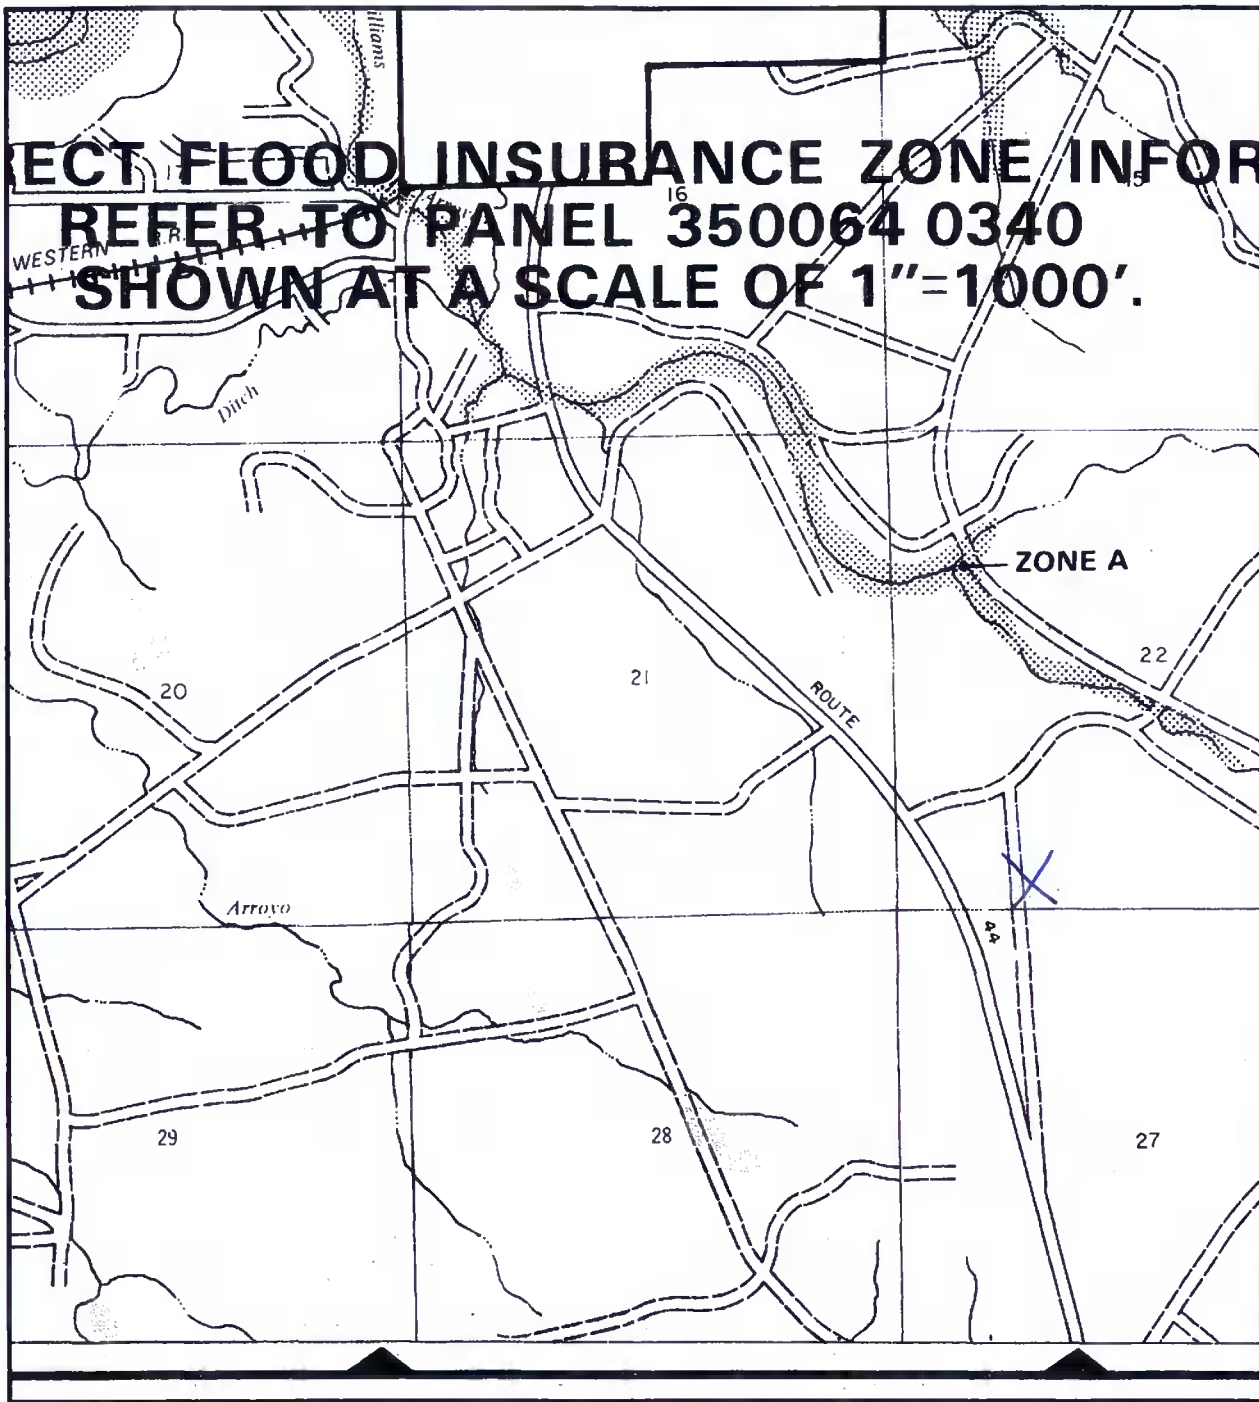 illiams
RECT FLOOD INSURANCE ZONE INFOR
15
16
REFER TO PANEL 350064 0340
WESTERN R.R.
SHOWN AT A SCALE OF 1"=1000'.
Ditch
ZONE A
22
21
20
ROUTE
Arroyo
44
29
28
27